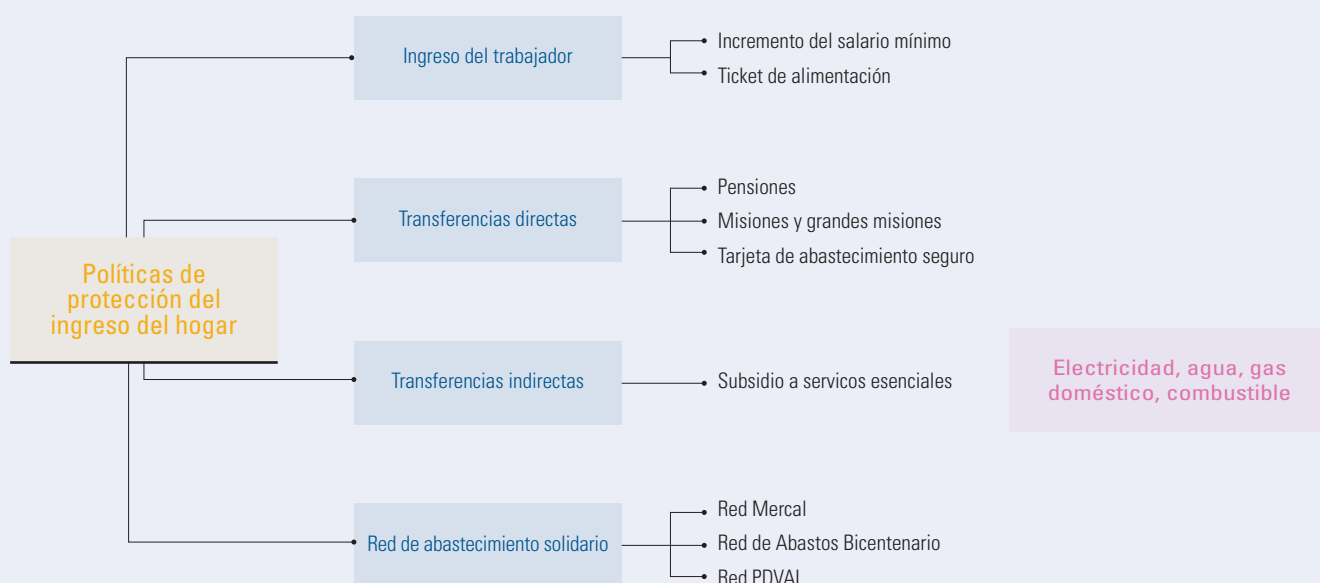 Ingreso del trabajador
Incremento del salario mínimo
Ticket de alimentación
Transferencias directas
Pensiones
Misiones y grandes misiones
Tarjeta de abastecimiento seguro
Políticas de
protección del
ingreso del hogar
Transferencias indirectas
Subsidio a servicos esenciales
Electricidad, agua, gas
doméstico, combustible
Red de abastecimiento solidario
Red Mercal
Red de Abastos Bicentenario
Red PDVAL